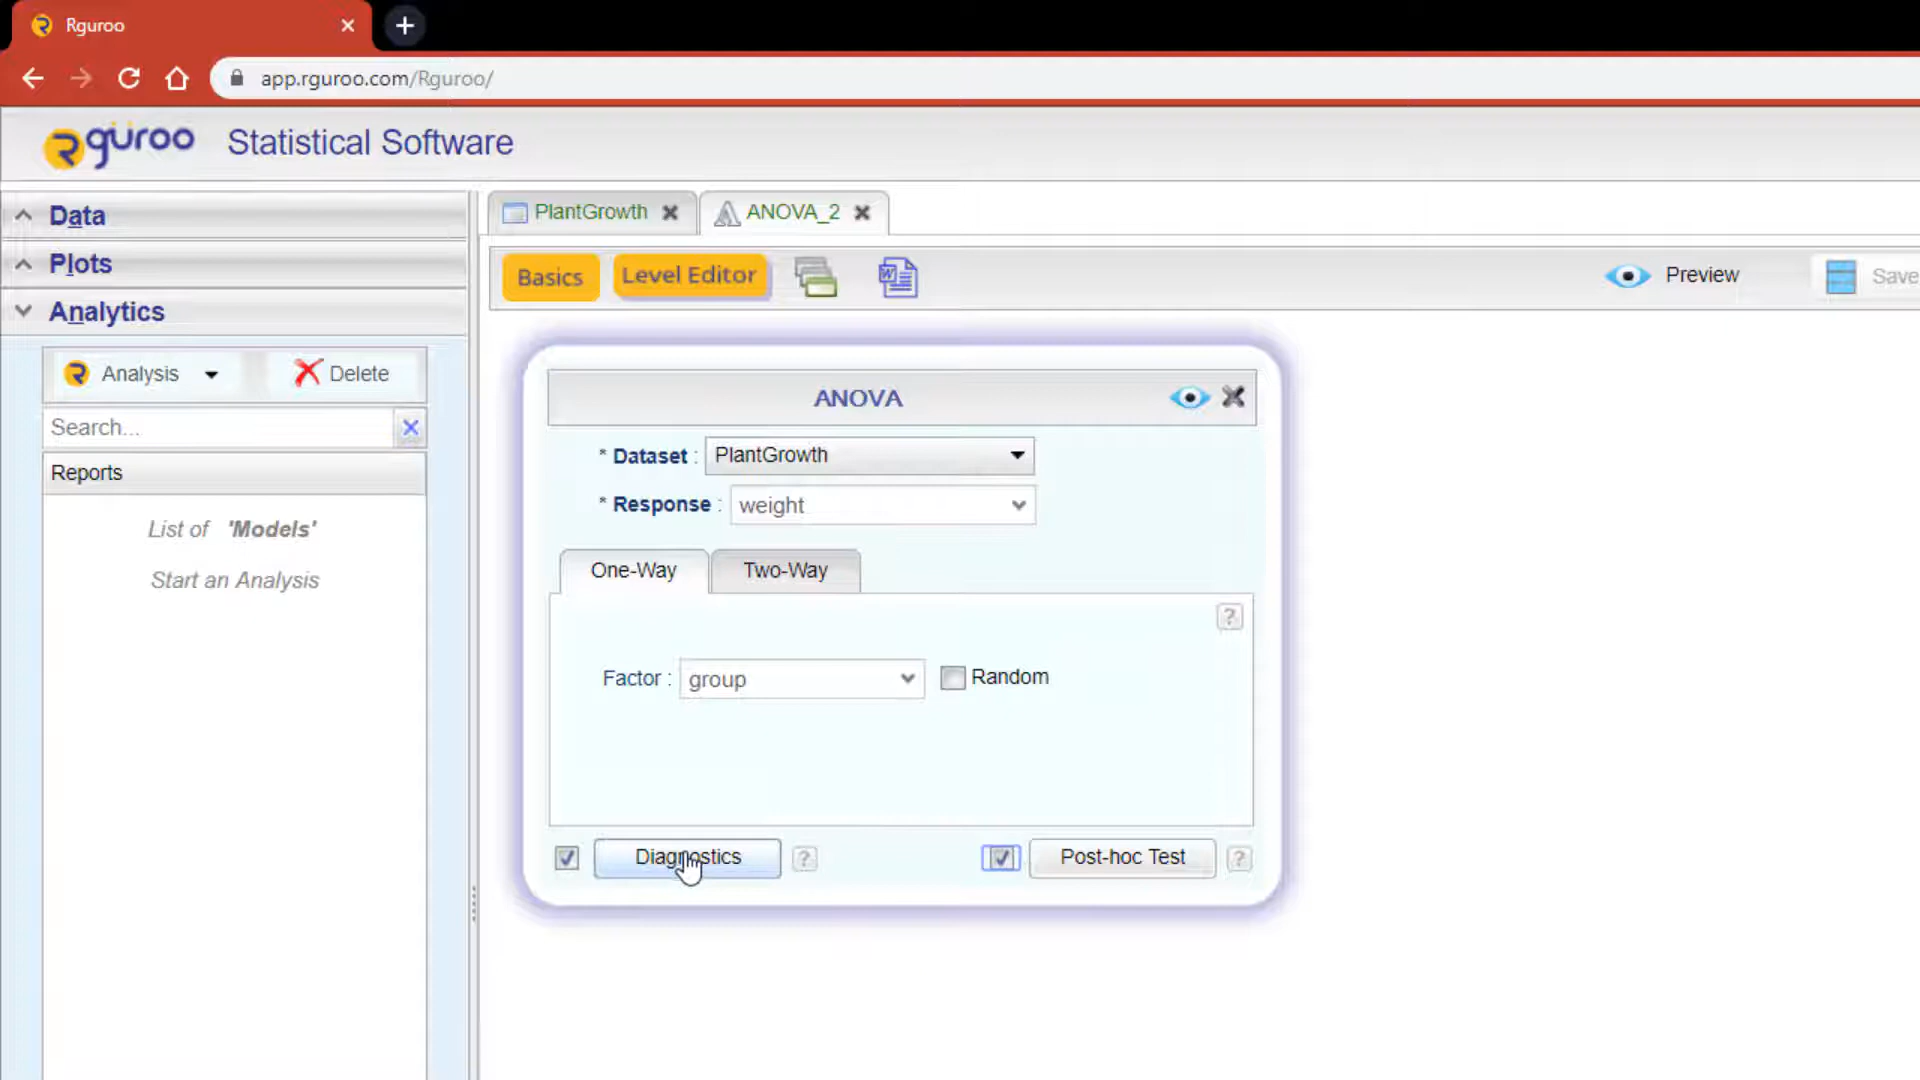 Rguroo
app.rguroo.com/Rguroo/
rguroo Statistical Software
Data
Plots
Analytics
Analysis
Delete
Search...
Reports
List of 'Models'
Start an Analysis
PlantGrowth
ANOVA_2
Basics
Level Editor
Preview
Save
ANOVA
* Dataset : PlantGrowth
* Response : weight
One-Way
Two-Way
?
Factor : group
Random
Diagnostics
?
Post-hoc Test
?